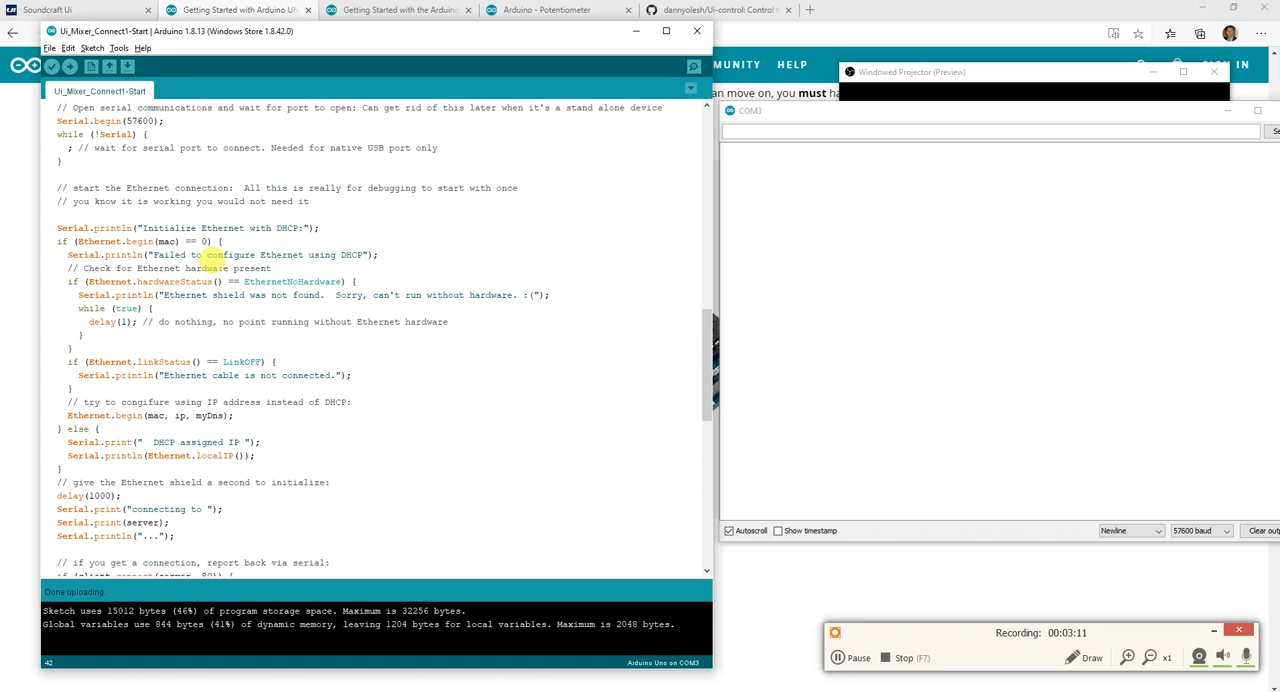 Soundcraft Ui
Getting Started with Arduino UN
Getting Started with the Arduino
Arduino - Potentiometer
dannyolesh/Ui-control: Control t
Ui_Mixer_Connect1-Start | Arduino 1.8.13 (Windows Store 1.8.42.0)
File Edit Sketch Tools Help
MUNITY HELP
IN IN
Windowed Projector (Preview)
can move on, you must ha
Ui_Mixer_Connect1-Start
COM3
Se
// Open serial communications and wait for port to open: Can get rid of this later when it's a stand alone device
Serial.begin(57600);
while (!Serial) {
; // wait for serial port to connect. Needed for native USB port only
}
// start the Ethernet connection:  All this is really for debugging to start with once
// you know it is working you would not need it
Serial.println("Initialize Ethernet with DHCP:");
if (Ethernet.begin(mac) == 0) {
Serial.println("Failed to configure Ethernet using DHCP");
// Check for Ethernet hardware present
if (Ethernet.hardwareStatus() == EthernetNoHardware) {
Serial.println("Ethernet shield was not found.  Sorry, can't run without hardware. :(");
while (true) {
delay(1); // do nothing, no point running without Ethernet hardware
}
}
if (Ethernet.linkStatus() == LinkOFF) {
Serial.println("Ethernet cable is not connected.");
}
// try to congifure using IP address instead of DHCP:
Ethernet.begin(mac, ip, myDns);
} else {
Serial.print("  DHCP assigned IP ");
Serial.println(Ethernet.localIP());
}
// give the Ethernet shield a second to initialize:
delay(1000);
Serial.print("connecting to ");
Serial.print(server);
Serial.println("...");
// if you get a connection, report back via serial:
if (client.connect(server, 80)) {
Autoscroll Show timestamp
Newline
57600 baud
Clear outp
Done uploading.
Sketch uses 15012 bytes (46%) of program storage space. Maximum is 32256 bytes.
Global variables use 844 bytes (41%) of dynamic memory, leaving 1204 bytes for local variables. Maximum is 2048 bytes.
42
Arduino Uno on COM3
Recording: 00:03:11
Pause
Stop (F7)
Draw
x1